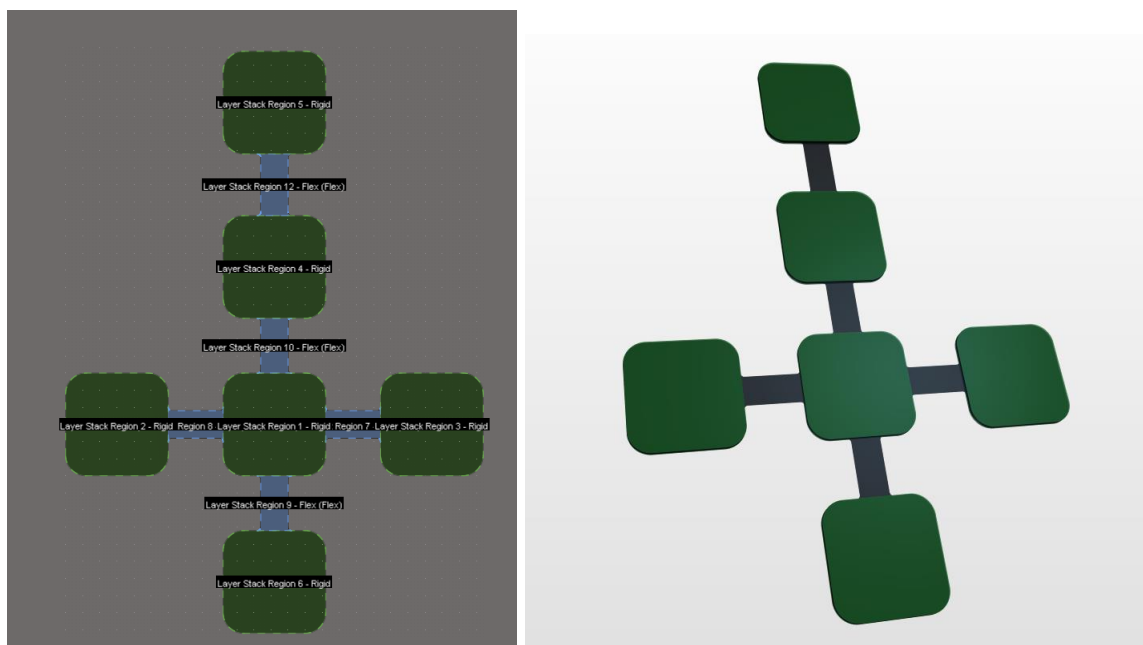 Layer Stack Region 5 - Rigid
Layer Stack Region 12 - Flex (Flex)
Layer Stack Region 4 - Rigid
Layer Stack Region 10 - Flex (Flex)
Layer Stack Region 2 - Rigid Region 8 Layer Stack Region 1 - Rigid Region 7 Layer Stack Region 3 - Rigid
Layer Stack Region 9 - Flex (Flex)
Layer Stack Region 6 - Rigid